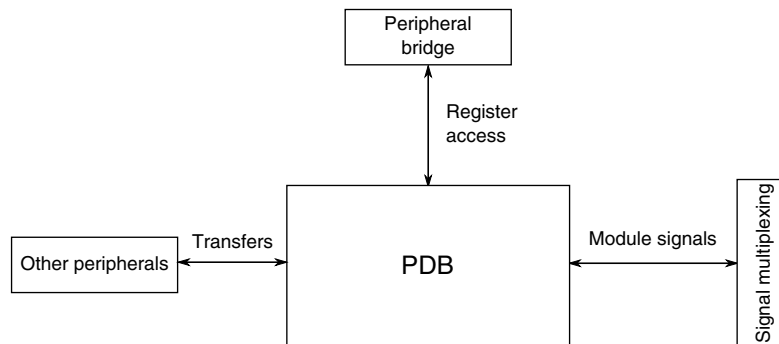 Peripheral
bridge
Register
access
Transfers
Other peripherals
PDB
Module signals
Signal multiplexing